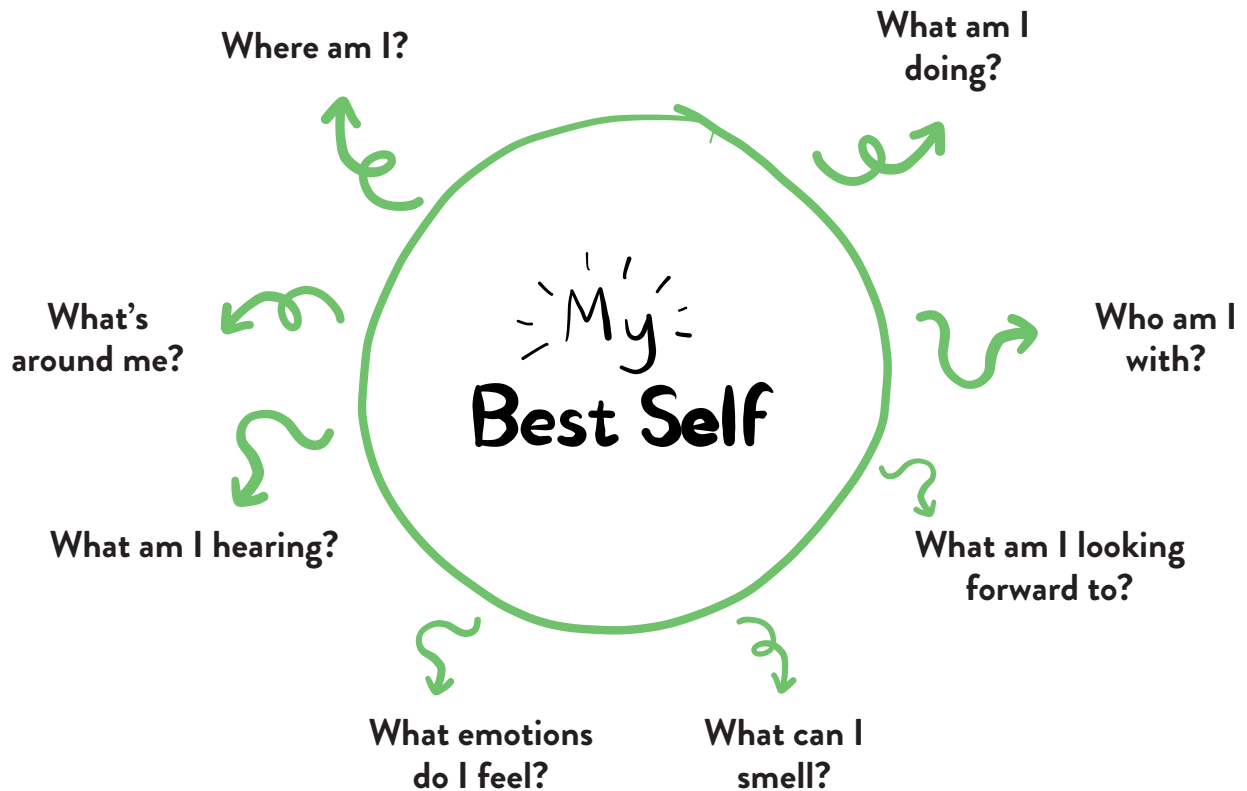 Where am I?
What am I
doing?
My
Best Self
What's
around me?
Who am I
with?
What am I hearing?
What am I looking
forward to?
What emotions
do I feel?
What can I
smell?